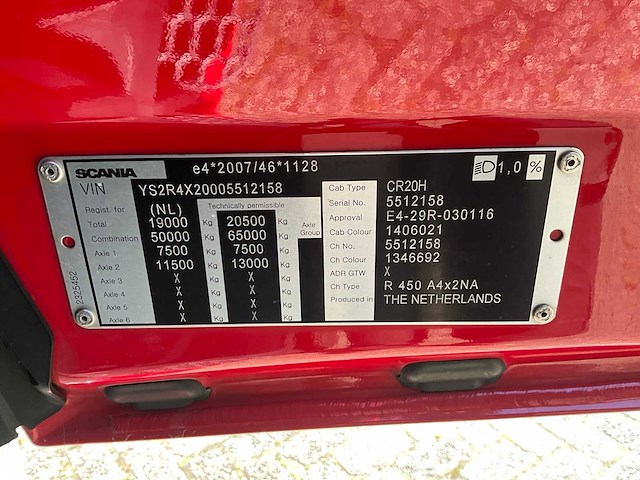 SCANIA e4*2007/46*1128 1,0 %
VIN YS2R4X20005512158
Regist. for (NL) Technically permissible
Total 19000 Kg 20500 Kg Axle Group
Combination 50000 Kg 65000 Kg
Axle 1 7500 Kg 7500 Kg
Axle 2 11500 Kg 13000 Kg
Axle 3 X Kg X Kg
Axle 4 X Kg X Kg
Axle 5 X Kg X Kg
Axle 6 X Kg X Kg
2325452
Cab Type CR20H
Serial No. 5512158
Approval E4-29R-030116
Cab Colour 1406021
Ch No. 5512158
Ch Colour 1346692
ADR GTW X
Ch Type R 450 A4x2NA
Produced in THE NETHERLANDS